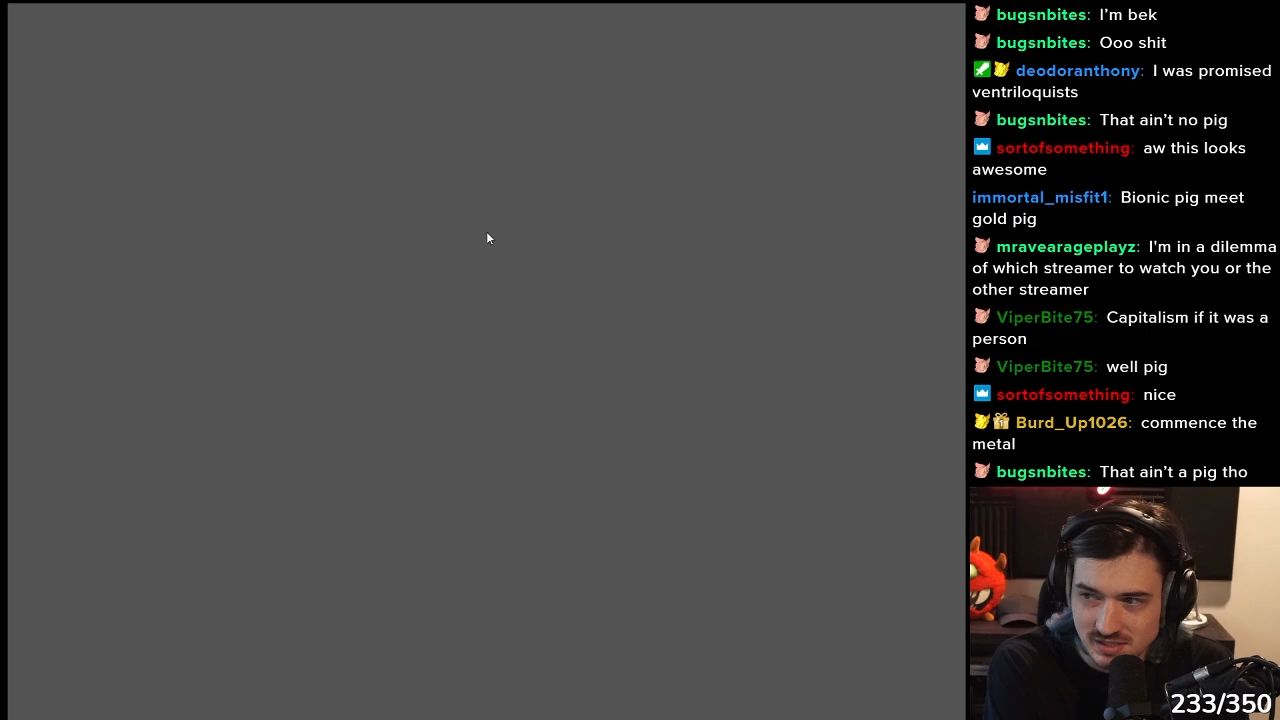 bugsnbites: I'm bek
bugsnbites: Ooo shit
deodoranthony: I was promised
ventriloquists
bugsnbites: That ain't no pig
sortofsomething: aw this looks
awesome
immortal_misfit1: Bionic pig meet
gold pig
mravearageplayz: I'm in a dilemma
of which streamer to watch you or the
other streamer
ViperBite75: Capitalism if it was a
person
ViperBite75: well pig
sortofsomething: nice
Burd_Up1026: commence the
metal
bugsnbites: That ain't a pig tho
233/350